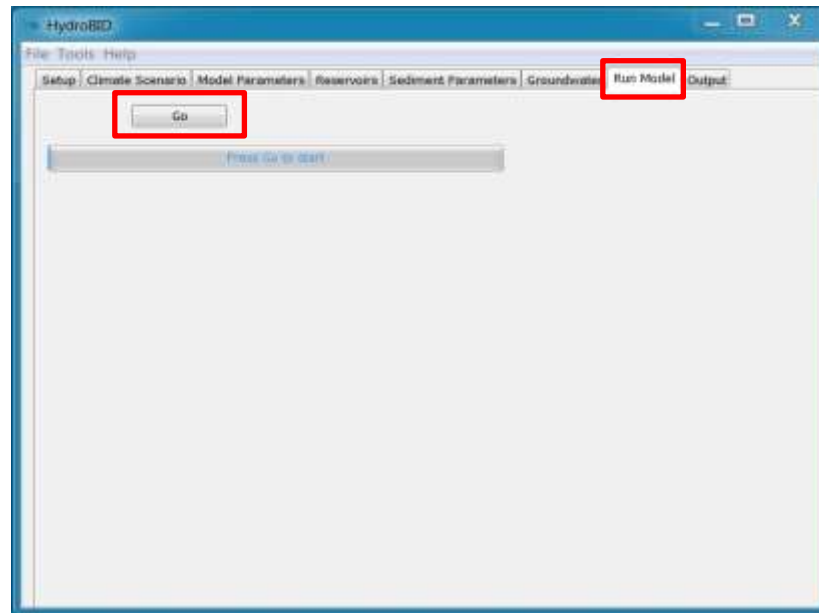 HydroBID
File Tools Help
Setup Climate Scenario Model Parameters Reservoirs Sediment Parameters Groundwater Run Model Output
Go
Press Go to start